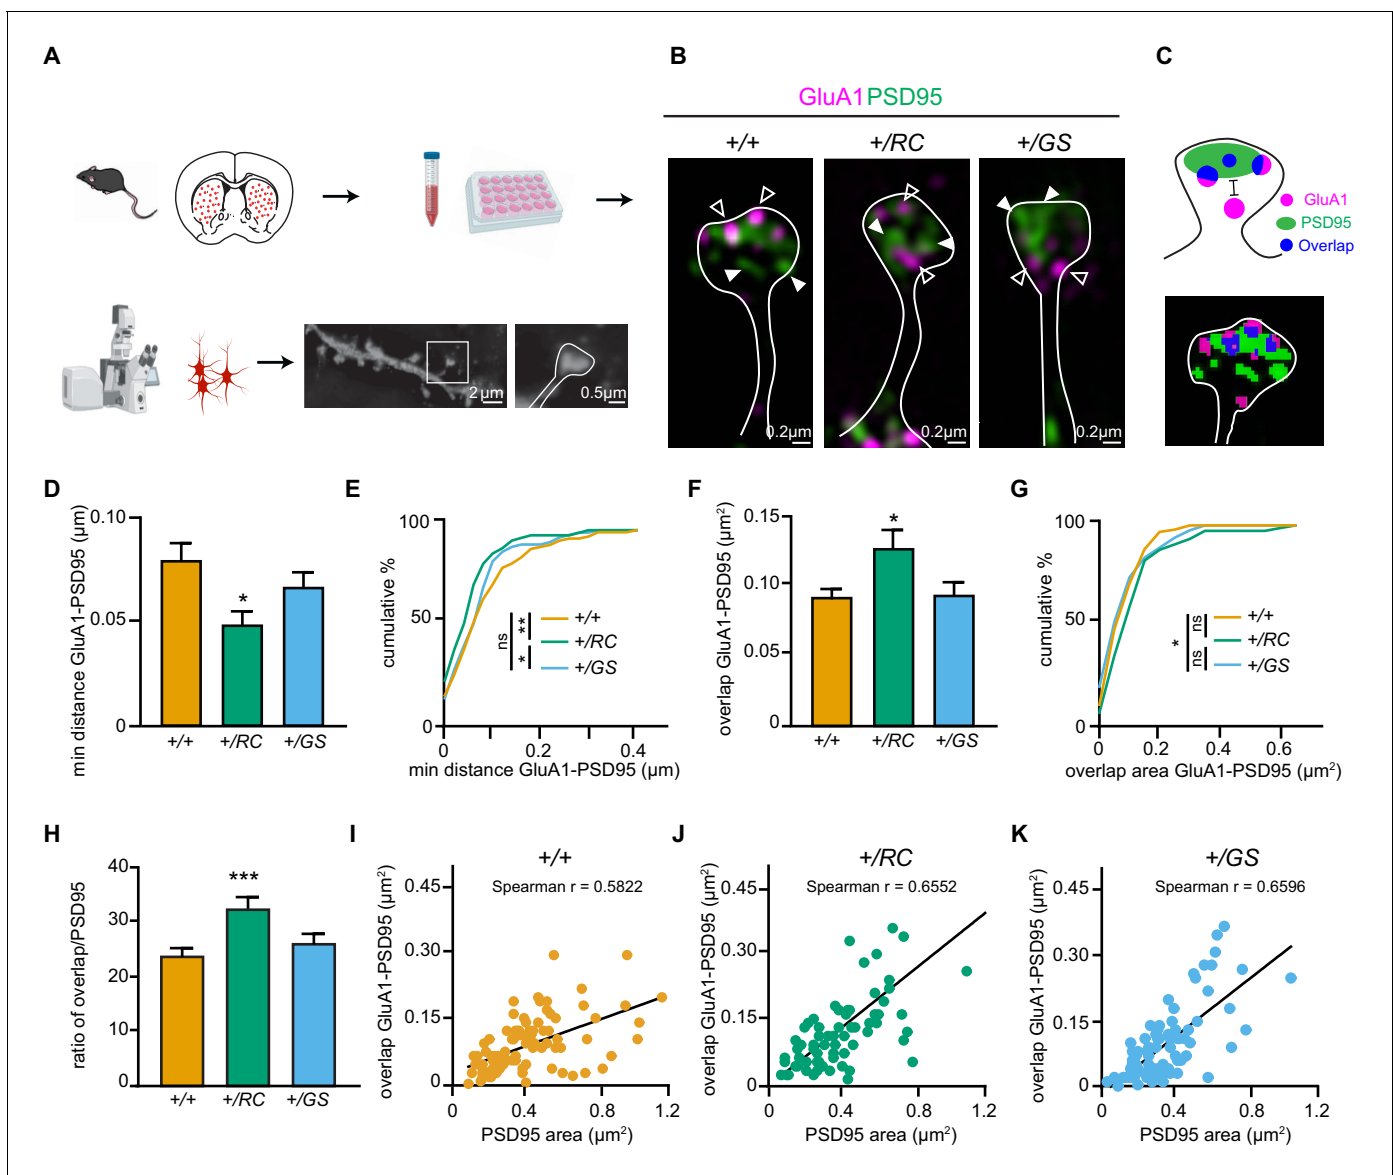 A
2µm
0.5µm
B
GluA1 PSD95
+/+
+/RC
+/GS
0.2µm
0.2µm
0.2µm
C
GluA1
PSD95
Overlap
D
min distance GluA1-PSD95 (µm)
0.10
0.05
0
*
+/+
+/RC
+/GS
E
cumulative %
100
50
0
ns
**
*
+/+
+/RC
+/GS
0
0.2
0.4
min distance GluA1-PSD95 (µm)
F
overlap GluA1-PSD95 (µm²)
0.15
0.10
0.05
0
*
+/+
+/RC
+/GS
G
cumulative %
100
50
0
*
ns
ns
+/+
+/RC
+/GS
0
0.2
0.4
0.6
overlap area GluA1-PSD95 (µm²)
H
ratio of overlap/PSD95
40
30
20
10
0
***
+/+
+/RC
+/GS
I
+/+
Spearman r = 0.5822
overlap GluA1-PSD95 (µm²)
0.45
0.30
0.15
0
0
0.4
0.8
1.2
PSD95 area (µm²)
J
+/RC
Spearman r = 0.6552
overlap GluA1-PSD95 (µm²)
0.45
0.30
0.15
0
0
0.4
0.8
1.2
PSD95 area (µm²)
K
+/GS
Spearman r = 0.6596
overlap GluA1-PSD95 (µm²)
0.45
0.30
0.15
0
0
0.4
0.8
1.2
PSD95 area (µm²)